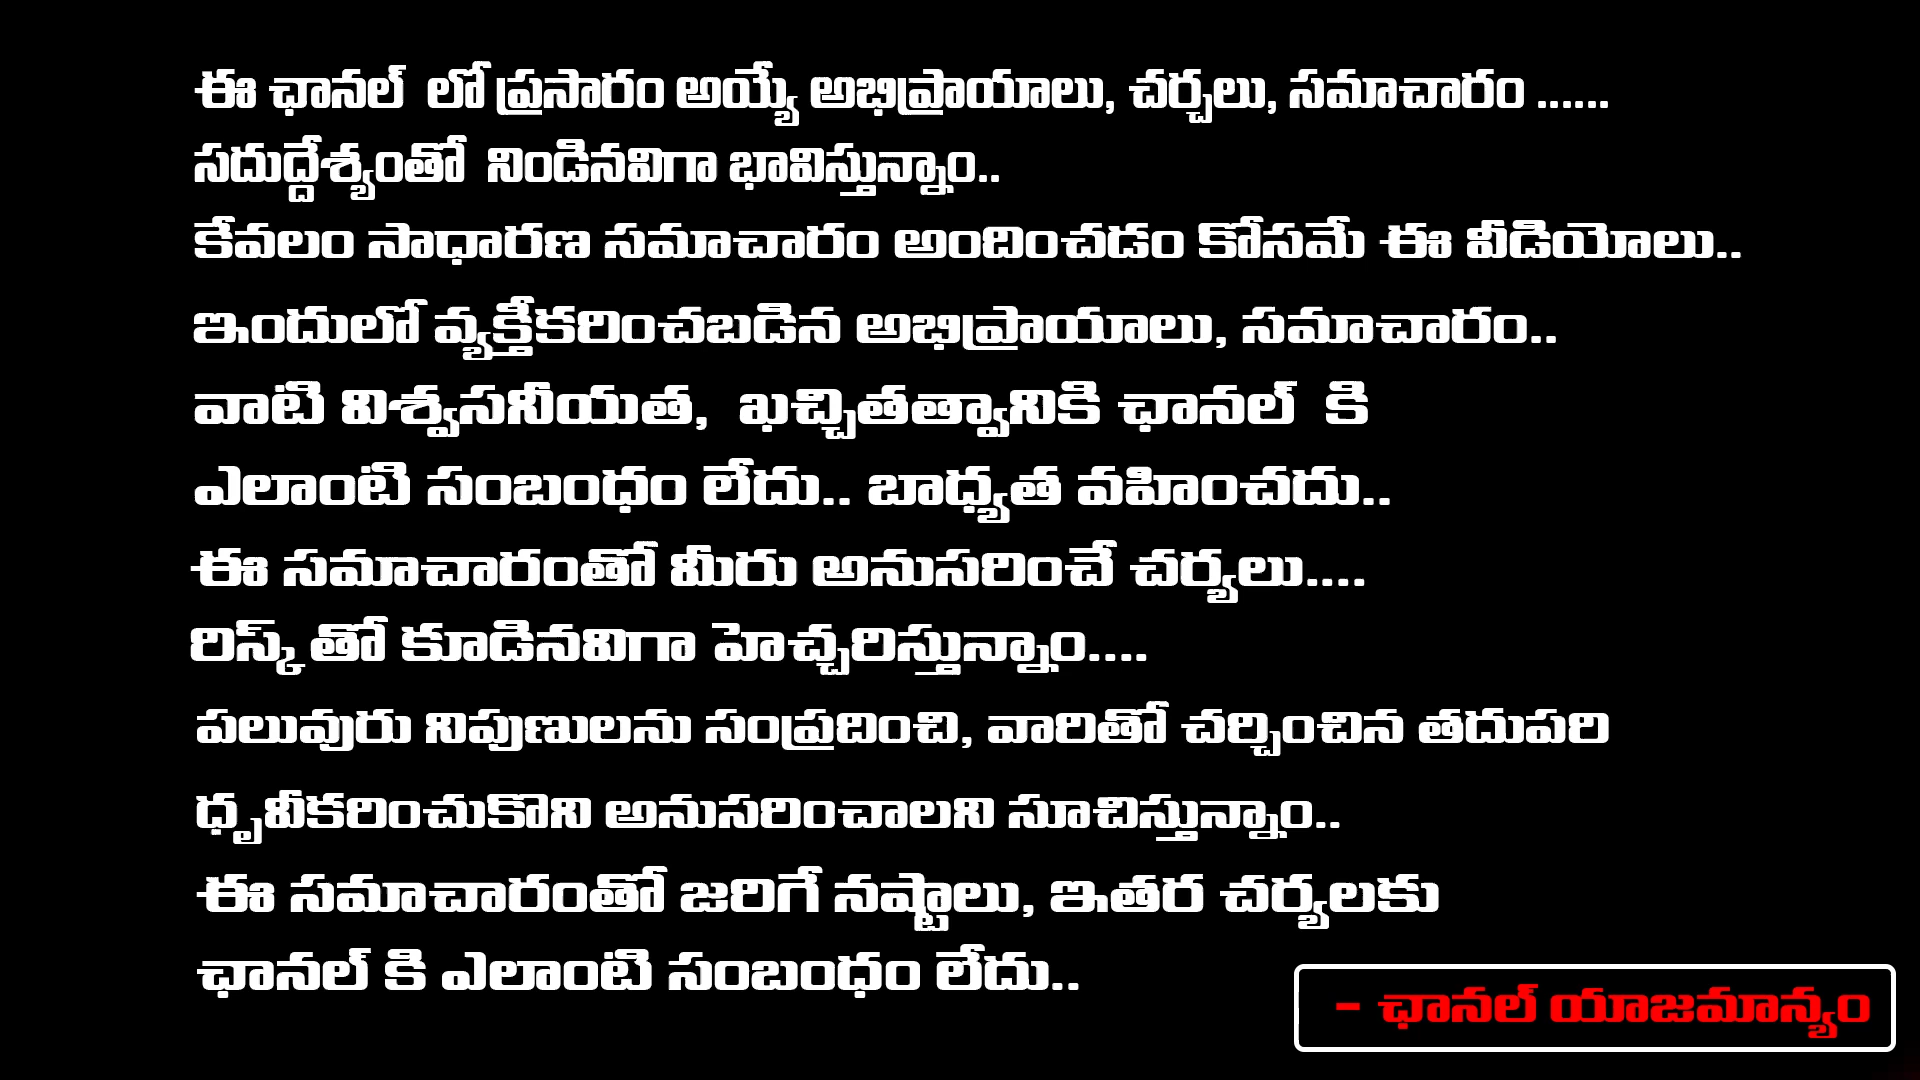 ఈ ఛానల్ లో ప్రసారం అయ్యే అభిప్రాయాలు, చర్చలు, సమాచారం ......
సదుద్దేశ్యంతో నిండినవిగా భావిస్తున్నాం..
కేవలం సాధారణ సమాచారం అందించడం కోసమే ఈ వీడియోలు..
ఇందులో వ్యక్తీకరించబడిన అభిప్రాయాలు, సమాచారం..
వాటి విశ్వసనీయత, ఖచ్చితత్వానికి ఛానల్ కి
ఎలాంటి సంబంధం లేదు.. బాధ్యత వహించదు..
ఈ సమాచారంతో మీరు అనుసరించే చర్యలు....
రిస్క్ తో కూడినవిగా హెచ్చరిస్తున్నాం....
పలువురు నిపుణులను సంప్రదించి, వారితో చర్చించిన తదుపరి
ధృవీకరించుకొని అనుసరించాలని సూచిస్తున్నాం..
ఈ సమాచారంతో జరిగే నష్టాలు, ఇతర చర్యలకు
ఛానల్ కి ఎలాంటి సంబంధం లేదు..
- ఛానల్ యాజమాన్యం